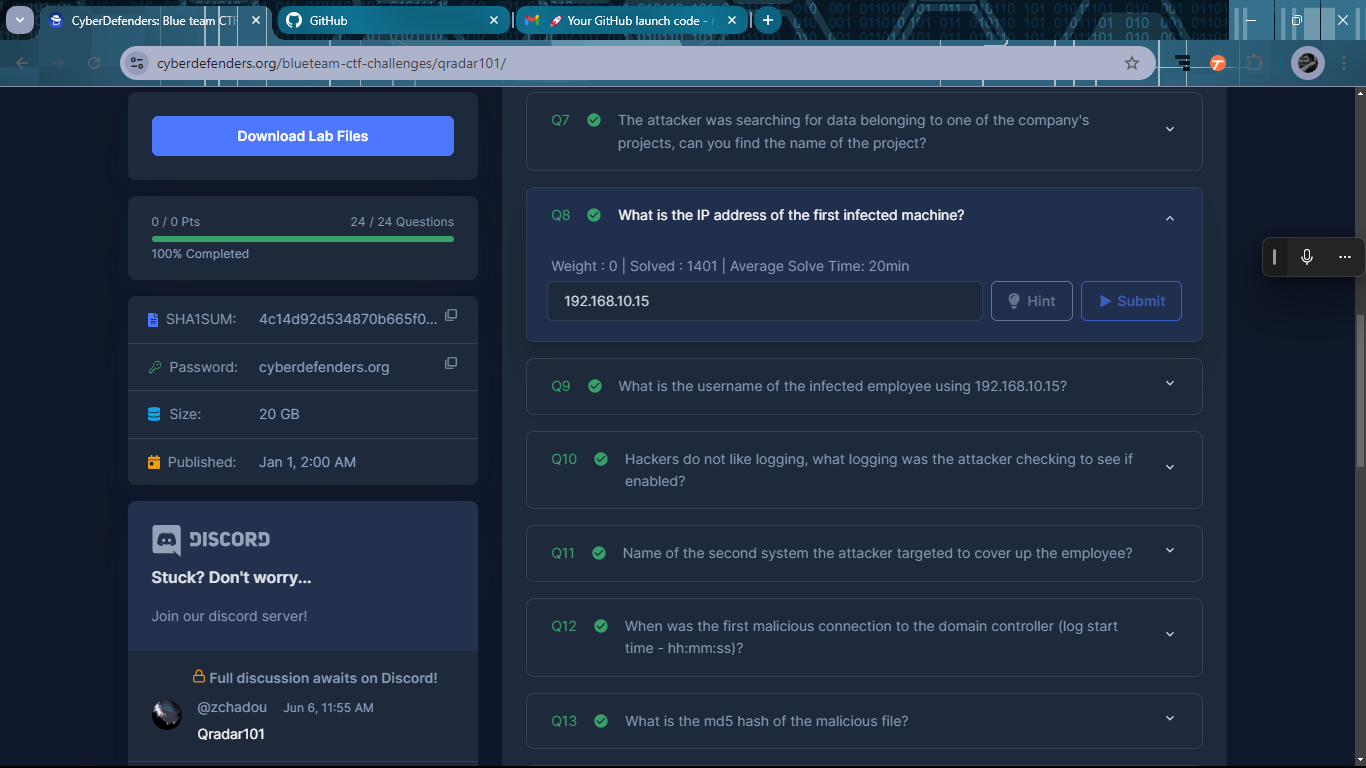 CyberDefenders: Blue team CTF
GitHub
🚀 Your GitHub launch code -
cyberdefenders.org/blueteam-ctf-challenges/qradar101/
Download Lab Files
0 / 0 Pts
24 / 24 Questions
100% Completed
SHA1SUM: 4c14d92d534870b665f0...
Password: cyberdefenders.org
Size: 20 GB
Published: Jan 1, 2:00 AM
DISCORD
Stuck? Don't worry...
Join our discord server!
Full discussion awaits on Discord!
@zchadou Jun 6, 11:55 AM
Qradar101
Q7 The attacker was searching for data belonging to one of the company's
projects, can you find the name of the project?
Q8 What is the IP address of the first infected machine?
Weight : 0 | Solved : 1401 | Average Solve Time: 20min
192.168.10.15
Hint
Submit
Q9 What is the username of the infected employee using 192.168.10.15?
Q10 Hackers do not like logging, what logging was the attacker checking to see if
enabled?
Q11 Name of the second system the attacker targeted to cover up the employee?
Q12 When was the first malicious connection to the domain controller (log start
time - hh:mm:ss)?
Q13 What is the md5 hash of the malicious file?